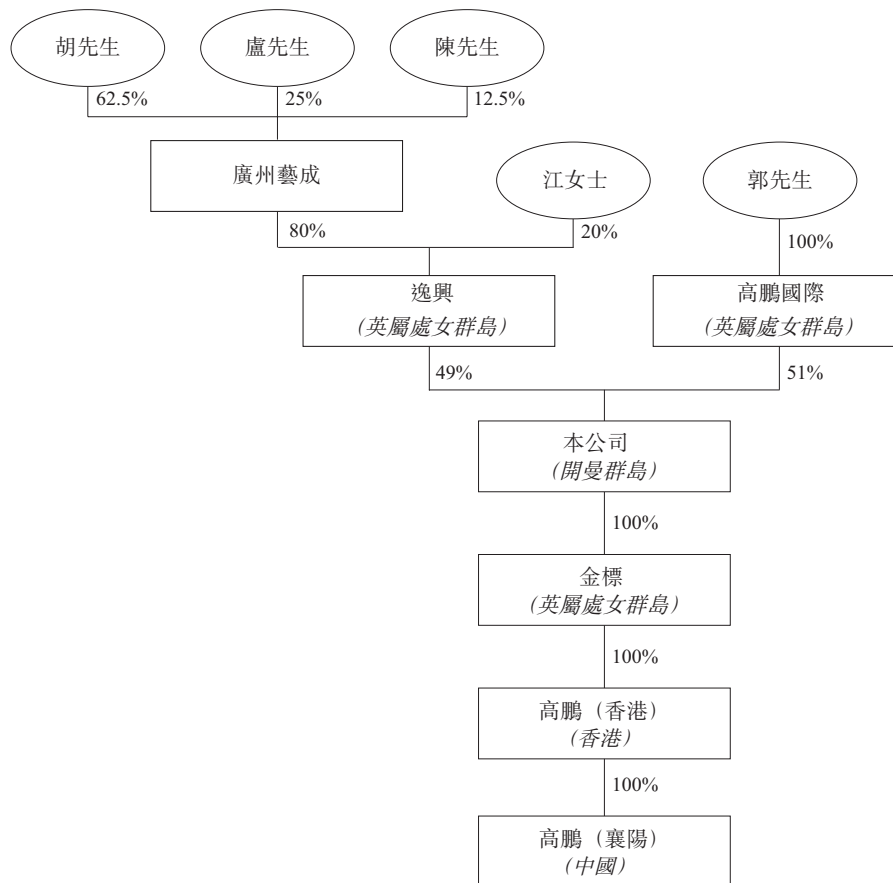 胡先生
盧先生
陳先生
62.5%
25%
12.5%
廣州藝成
江女士
郭先生
80%
20%
100%
逸興
(英屬處女群島)
高鵬國際
(英屬處女群島)
49%
51%
本公司
(開曼群島)
100%
金標
(英屬處女群島)
100%
高鵬（香港）
(香港)
100%
高鵬（襄陽）
(中國)